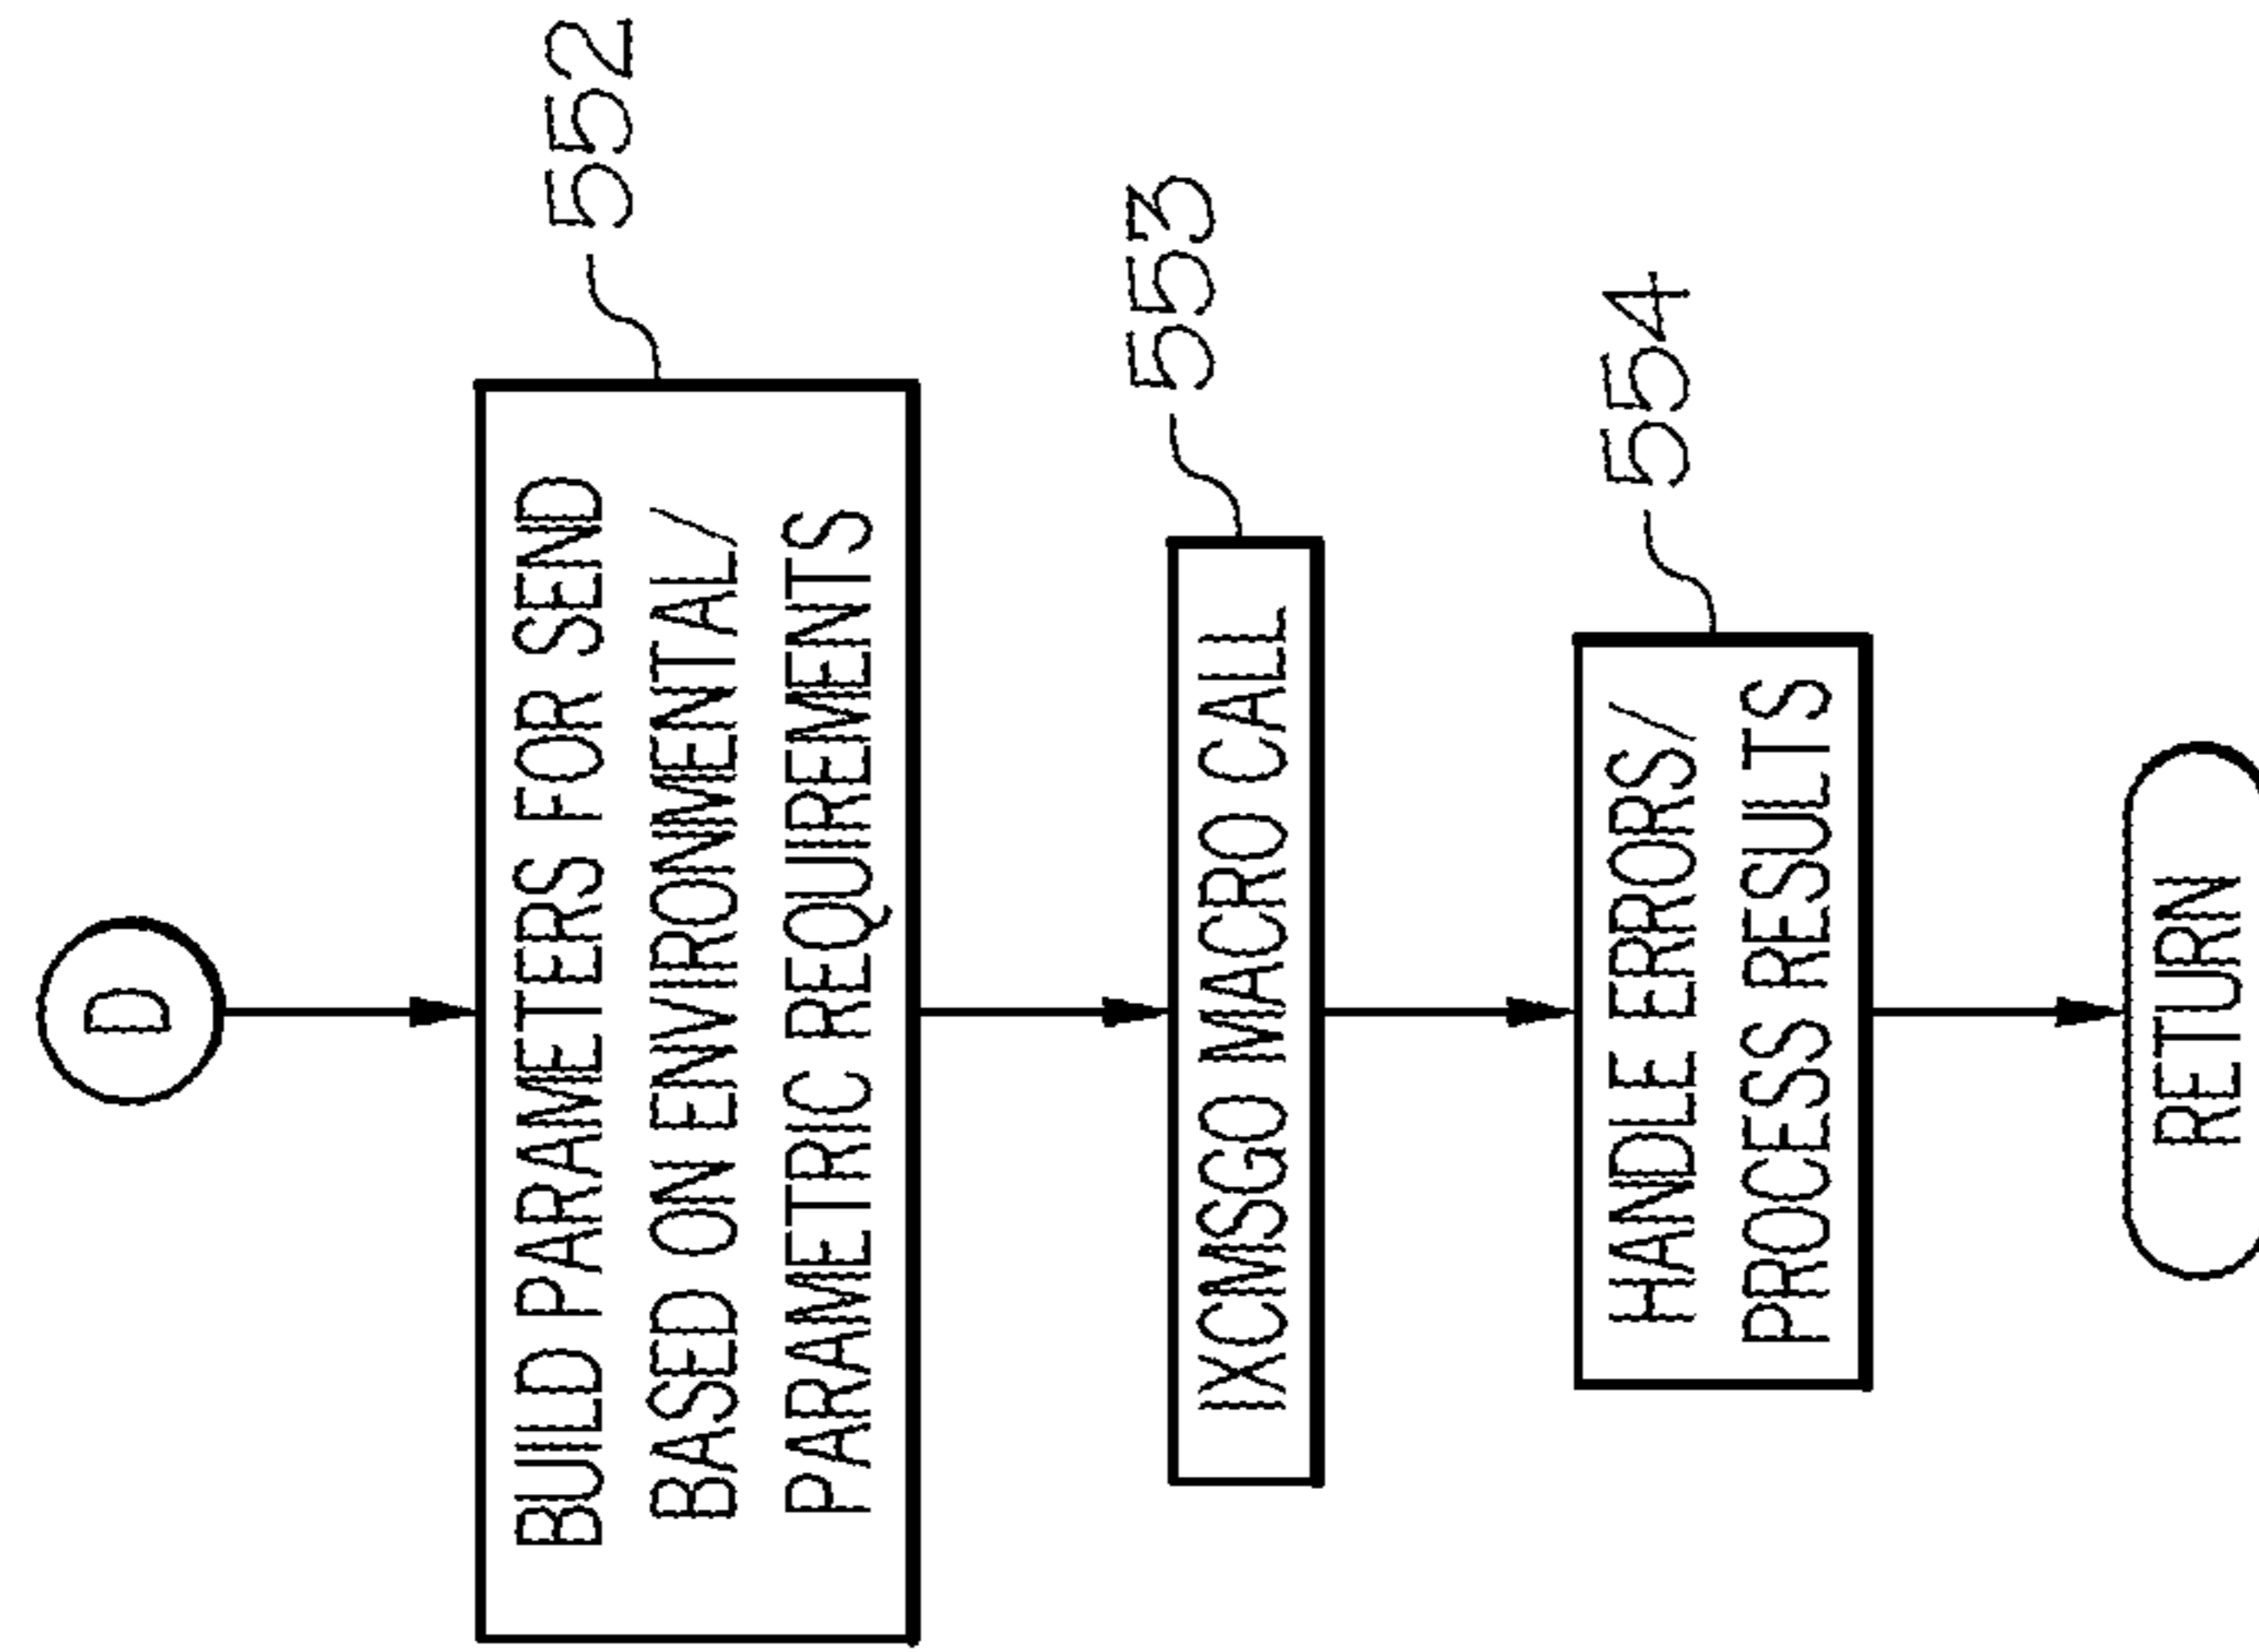 D
552
BUILD PARAMETERS FOR SEND
BASED ON ENVIRONMENTAL/
PARAMETRIC REQUIREMENTS
553
IXCMSGO MACRO CALL
554
HANDLE ERRORS/
PROCESS RESULTS
RETURN